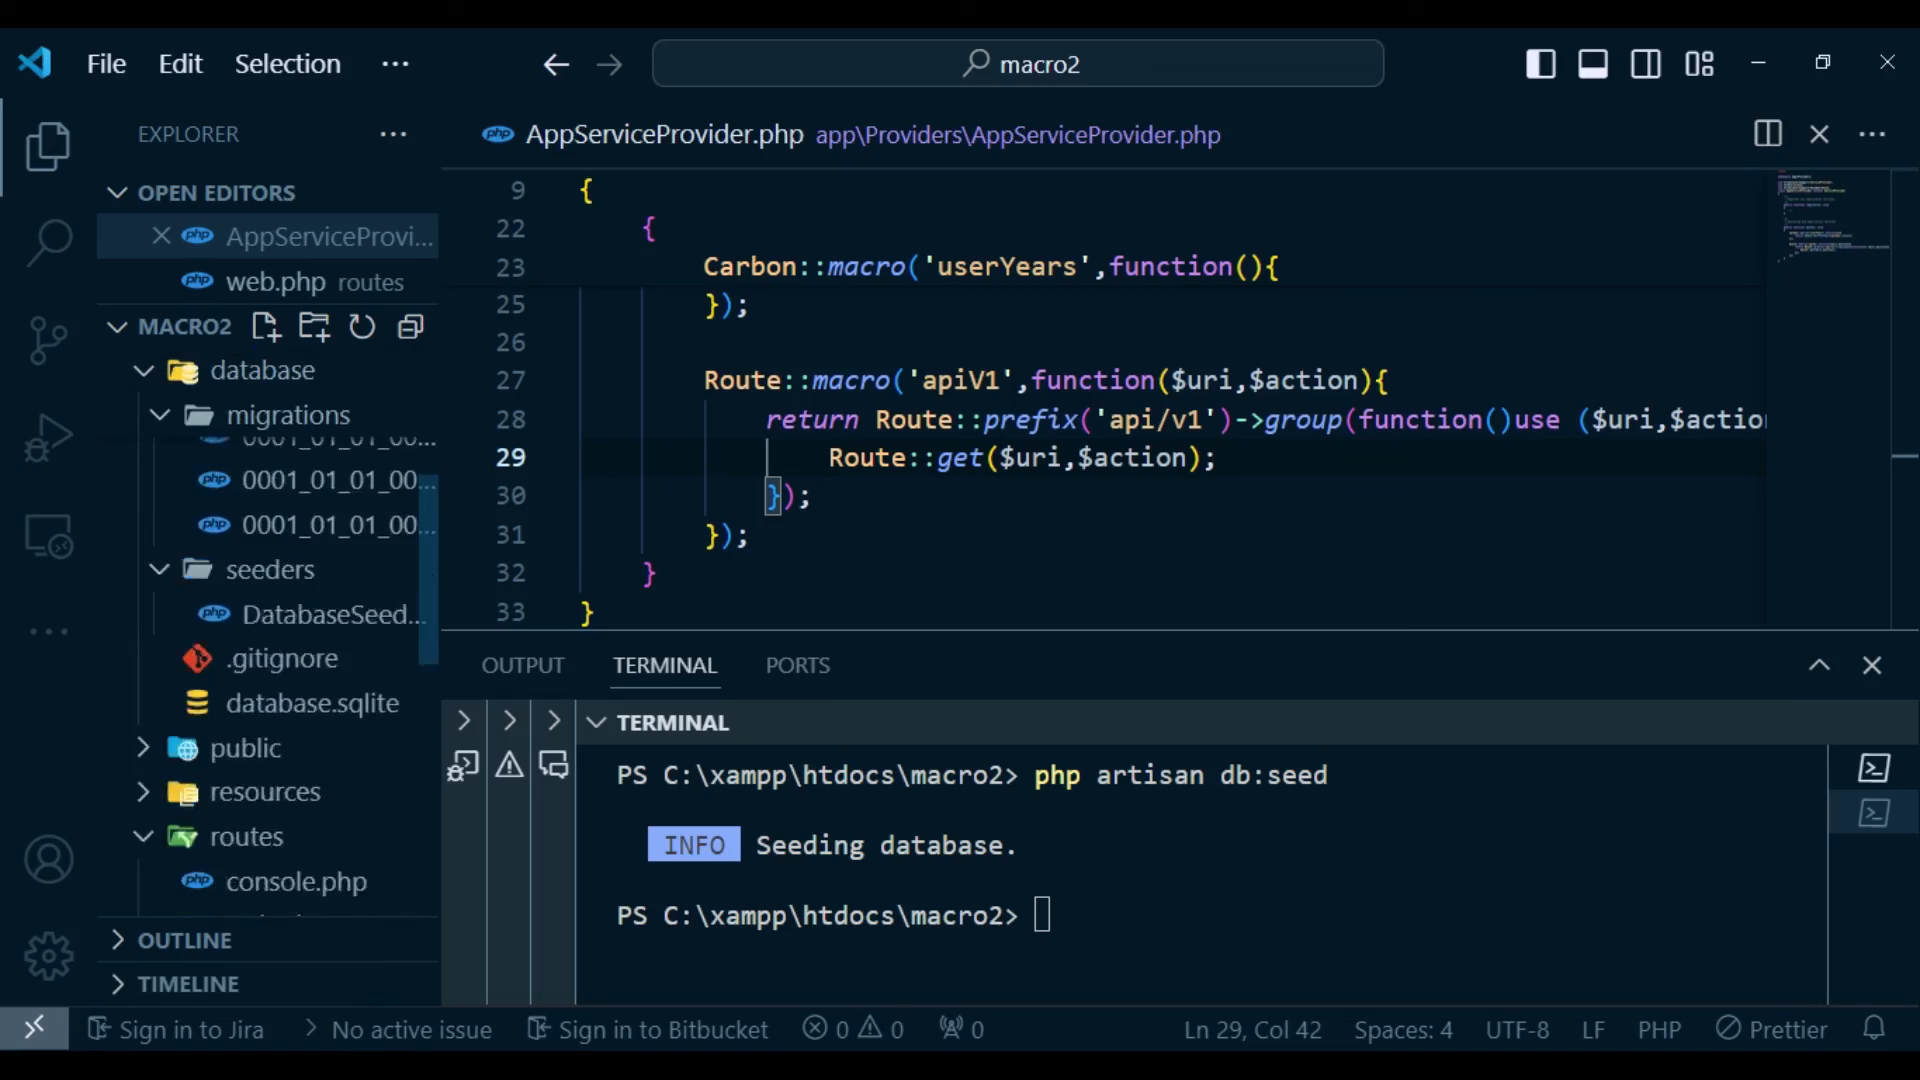 File Edit Selection ...
macro2
EXPLORER
OPEN EDITORS
AppServiceProvi...
web.php routes
MACRO2
database
migrations
0001_01_01_00...
0001_01_01_00...
0001_01_01_00...
seeders
DatabaseSeed...
.gitignore
database.sqlite
public
resources
routes
console.php
OUTLINE
TIMELINE
AppServiceProvider.php app\Providers\AppServiceProvider.php
9 {
22 {
23 Carbon::macro('userYears',function(){
25 });
26
27 Route::macro('apiV1',function($uri,$action){
28 return Route::prefix('api/v1')->group(function()use ($uri,$actio
29 Route::get($uri,$action);
30 });
31 });
32 }
33 }
OUTPUT TERMINAL PORTS
TERMINAL
PS C:\xampp\htdocs\macro2> php artisan db:seed
INFO Seeding database.
PS C:\xampp\htdocs\macro2>
Sign in to Jira No active issue Sign in to Bitbucket 0 0 0 Ln 29, Col 42 Spaces: 4 UTF-8 LF PHP Prettier